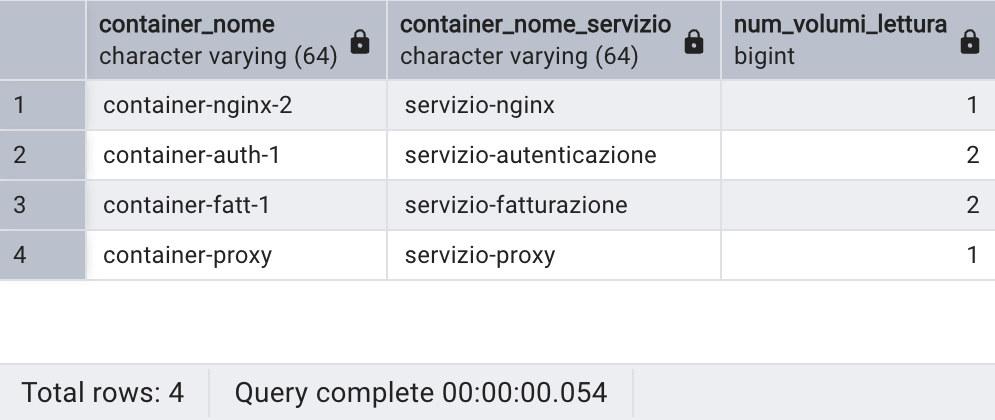 container_nome container_nome_servizio num_volumi_lettura
character varying (64) character varying (64) bigint
1 container-nginx-2 servizio-nginx 1
2 container-auth-1 servizio-autenticazione 2
3 container-fatt-1 servizio-fatturazione 2
4 container-proxy servizio-proxy 1
Total rows: 4 Query complete 00:00:00.054